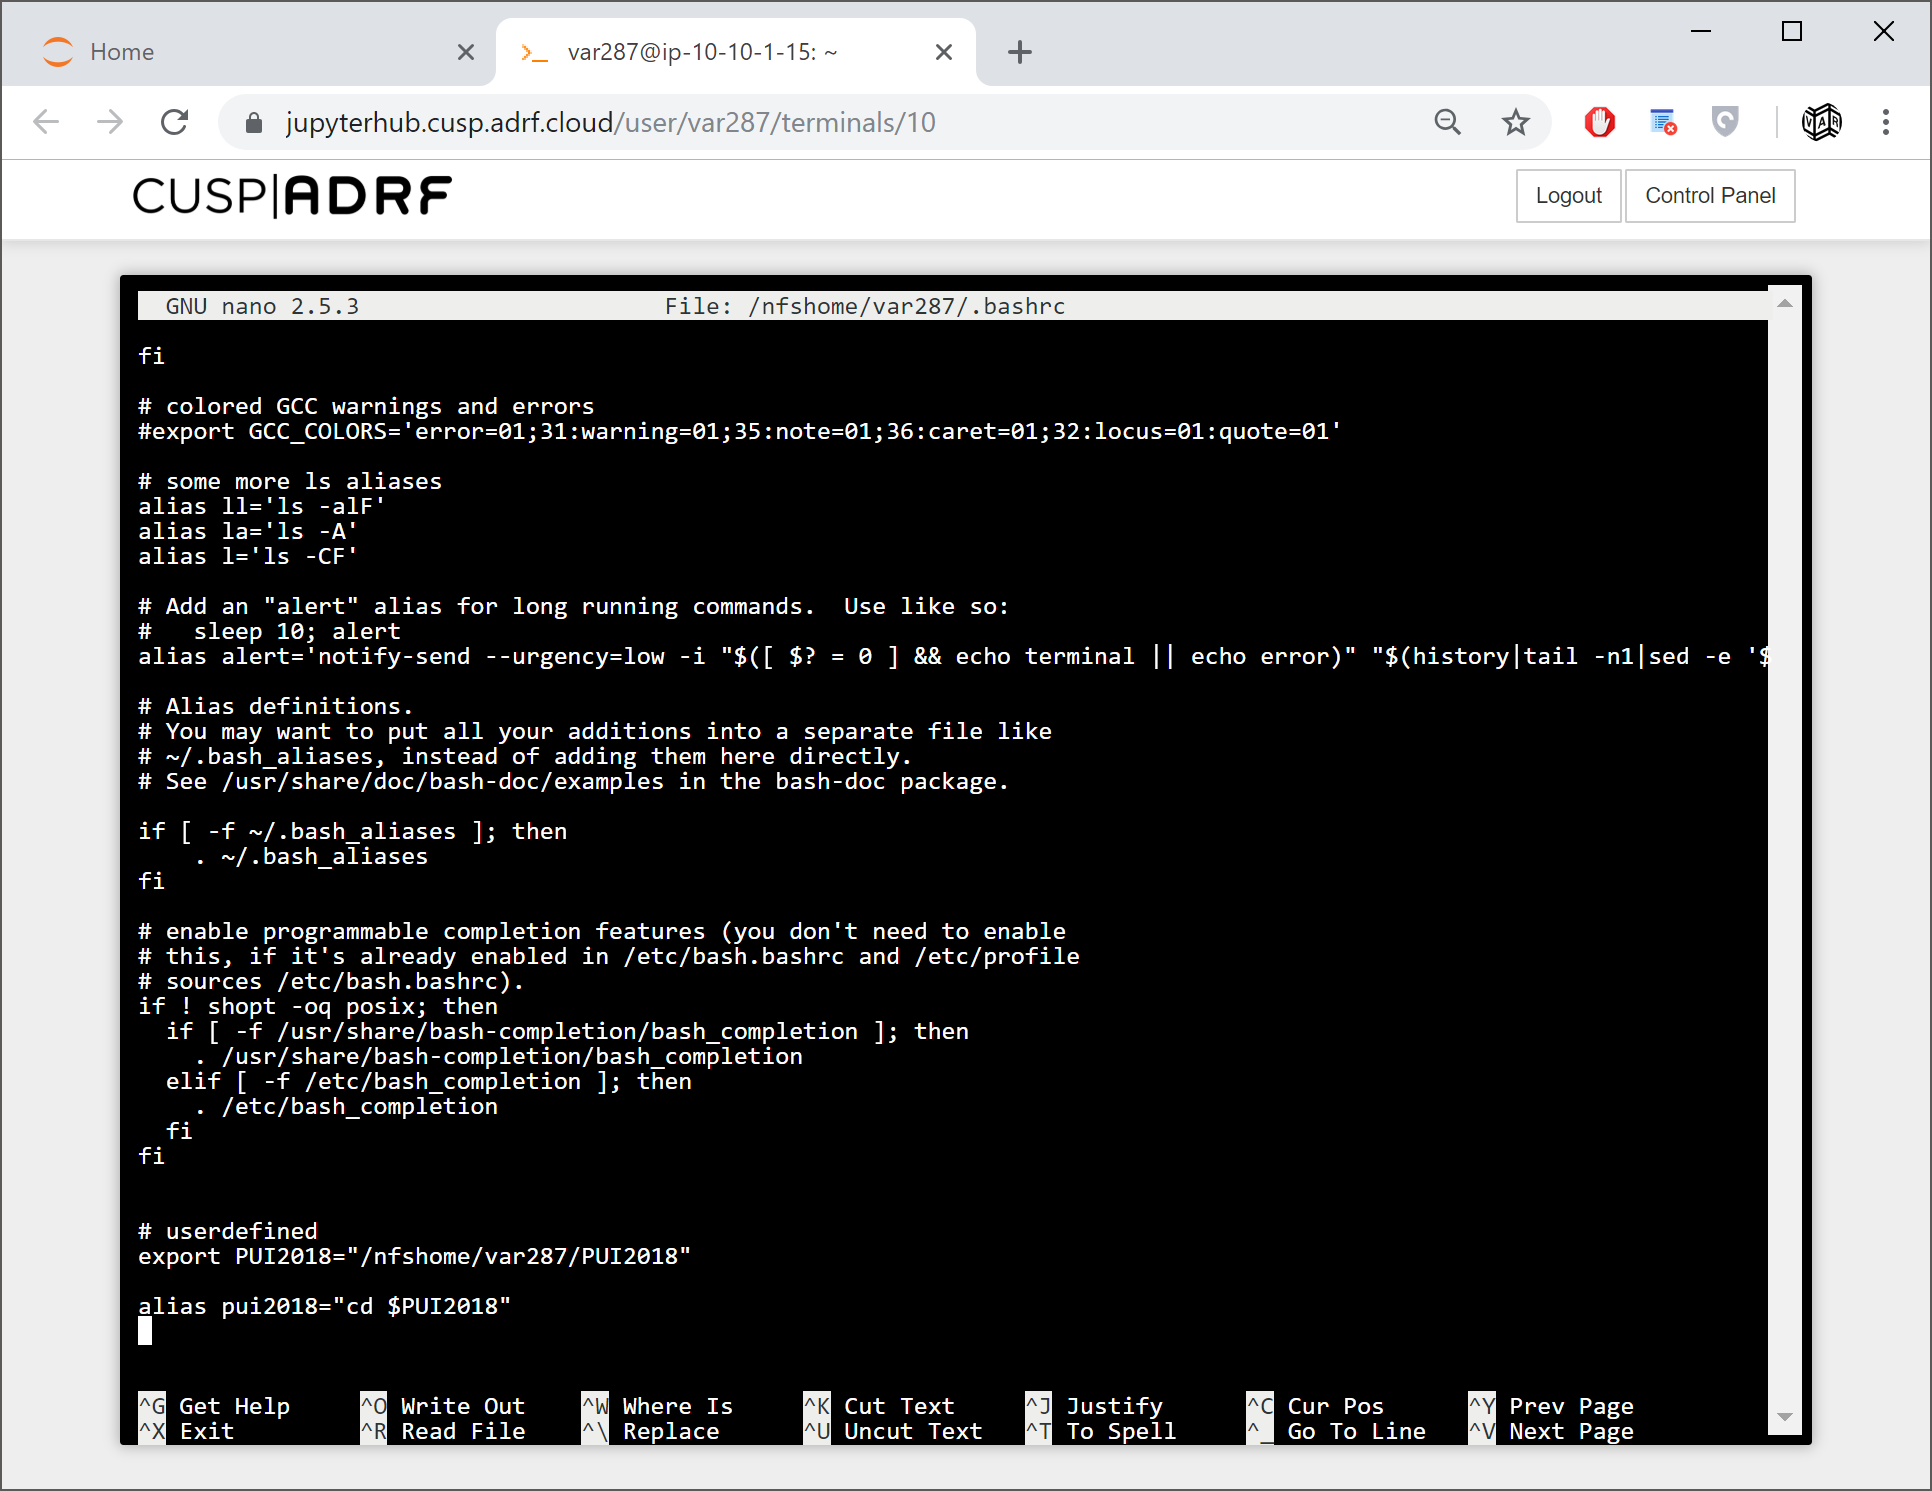 Home
var287@ip-10-10-1-15: ~
jupyterhub.cusp.adrf.cloud/user/var287/terminals/10
VAR
CUSP|ADRF
Logout
Control Panel
GNU nano 2.5.3 File: /nfshome/var287/.bashrc
fi
# colored GCC warnings and errors
#export GCC_COLORS='error=01;31:warning=01;35:note=01;36:caret=01;32:locus=01:quote=01'
# some more ls aliases
alias ll='ls -alF'
alias la='ls -A'
alias l='ls -CF'
# Add an "alert" alias for long running commands.  Use like so:
#   sleep 10; alert
alias alert='notify-send --urgency=low -i "$([ $? = 0 ] && echo terminal || echo error)" "$(history|tail -n1|sed -e '$
# Alias definitions.
# You may want to put all your additions into a separate file like
# ~/.bash_aliases, instead of adding them here directly.
# See /usr/share/doc/bash-doc/examples in the bash-doc package.
if [ -f ~/.bash_aliases ]; then
    . ~/.bash_aliases
fi
# enable programmable completion features (you don't need to enable
# this, if it's already enabled in /etc/bash.bashrc and /etc/profile
# sources /etc/bash.bashrc).
if ! shopt -oq posix; then
  if [ -f /usr/share/bash-completion/bash_completion ]; then
    . /usr/share/bash-completion/bash_completion
  elif [ -f /etc/bash_completion ]; then
    . /etc/bash_completion
  fi
fi
# userdefined
export PUI2018="/nfshome/var287/PUI2018"
alias pui2018="cd $PUI2018"
^G Get Help ^O Write Out ^W Where Is ^K Cut Text ^J Justify ^C Cur Pos ^Y Prev Page
^X Exit ^R Read File ^\ Replace ^U Uncut Text ^T To Spell ^_ Go To Line ^V Next Page